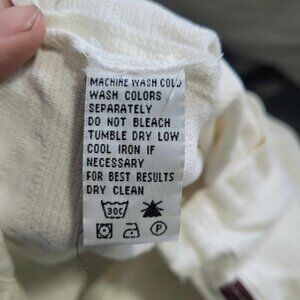 MACHINE WASH COLD
WASH COLORS
SEPARATELY
DO NOT BLEACH
TUMBLE DRY LOW
COOL IRON IF
NECESSARY
FOR BEST RESULTS
DRY CLEAN
30C
P